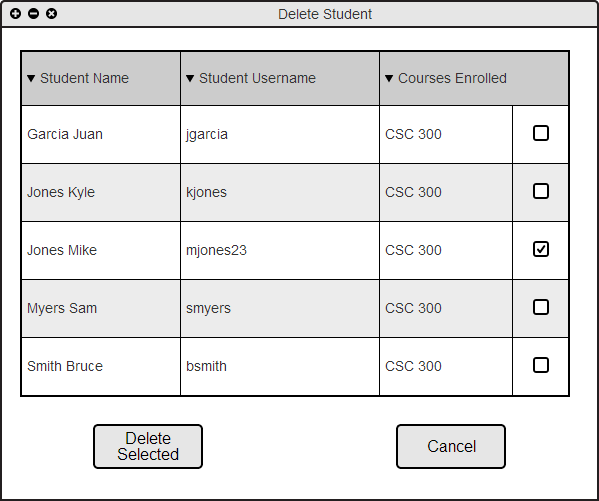 Delete Student
Student Name Student Username Courses Enrolled
Garcia Juan jgarcia CSC 300
Jones Kyle kjones CSC 300
Jones Mike mjones23 CSC 300
Myers Sam smyers CSC 300
Smith Bruce bsmith CSC 300
Delete
Selected
Cancel